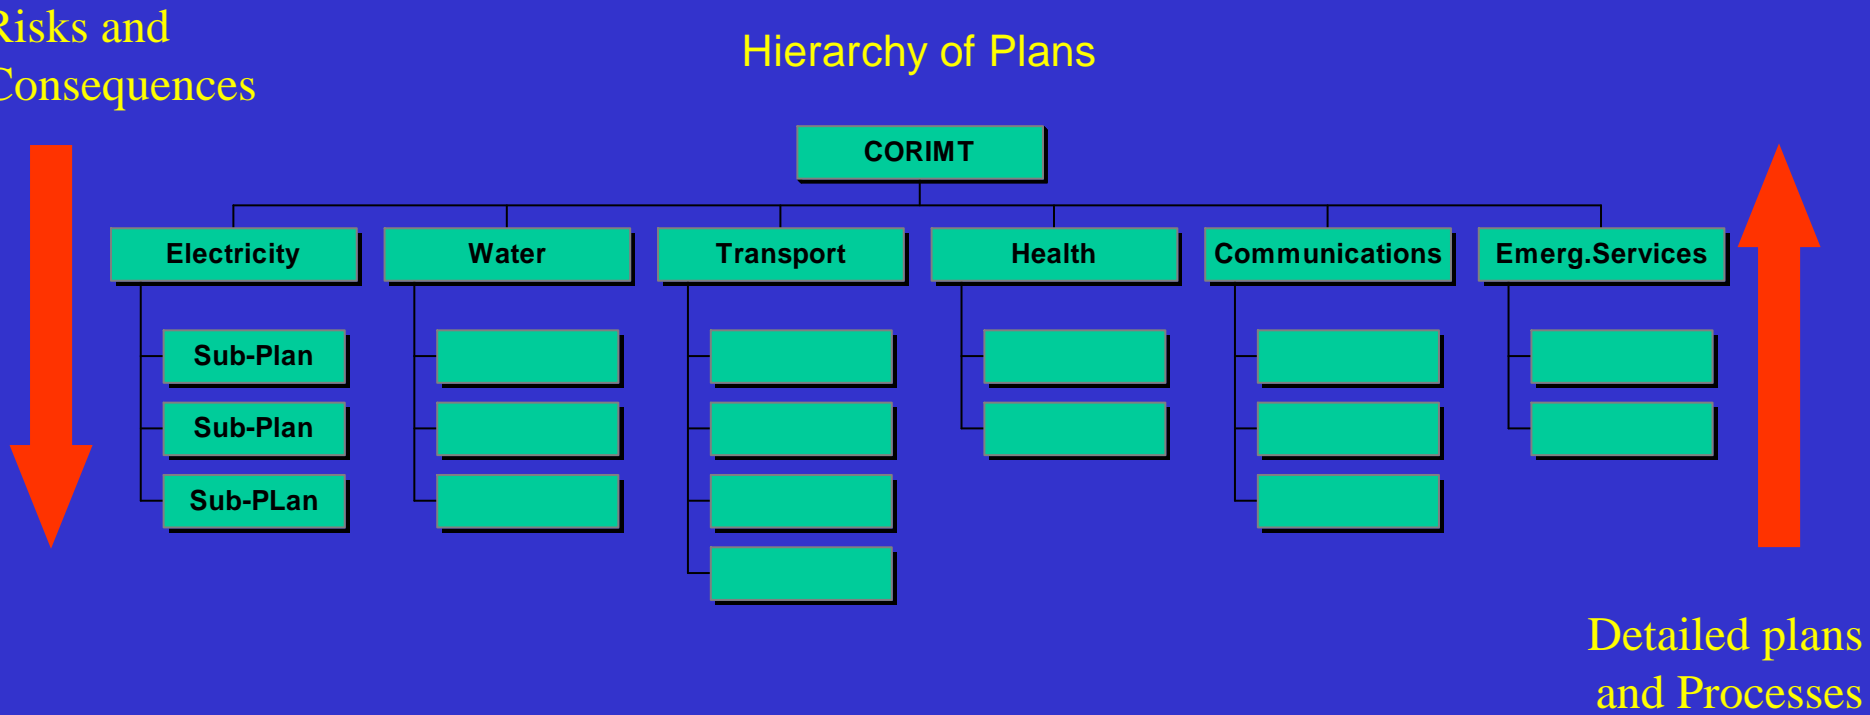 Risks and
Consequences
Hierarchy of Plans
CORIMT
Electricity
Water
Transport
Health
Communications
Emerg.Services
Sub-Plan
Sub-Plan
Sub-PLan
Detailed plans
and Processes